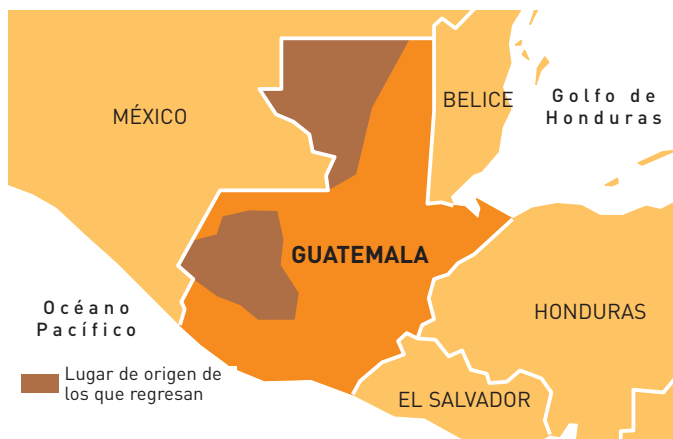 MÉXICO
BELICE
Golfo de
Honduras
GUATEMALA
Océano
Pacífico
HONDURAS
Lugar de origen de
los que regresan
EL SALVADOR